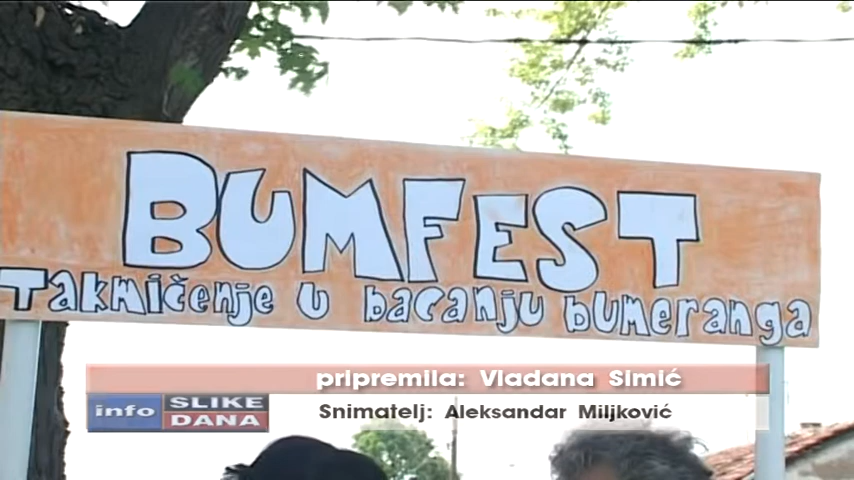 BUMFEST
Takmičenje u bacanju bumeranga
pripremila: Vladana Simić
info SLIKE DANA
Snimatelj: Aleksandar Miljković